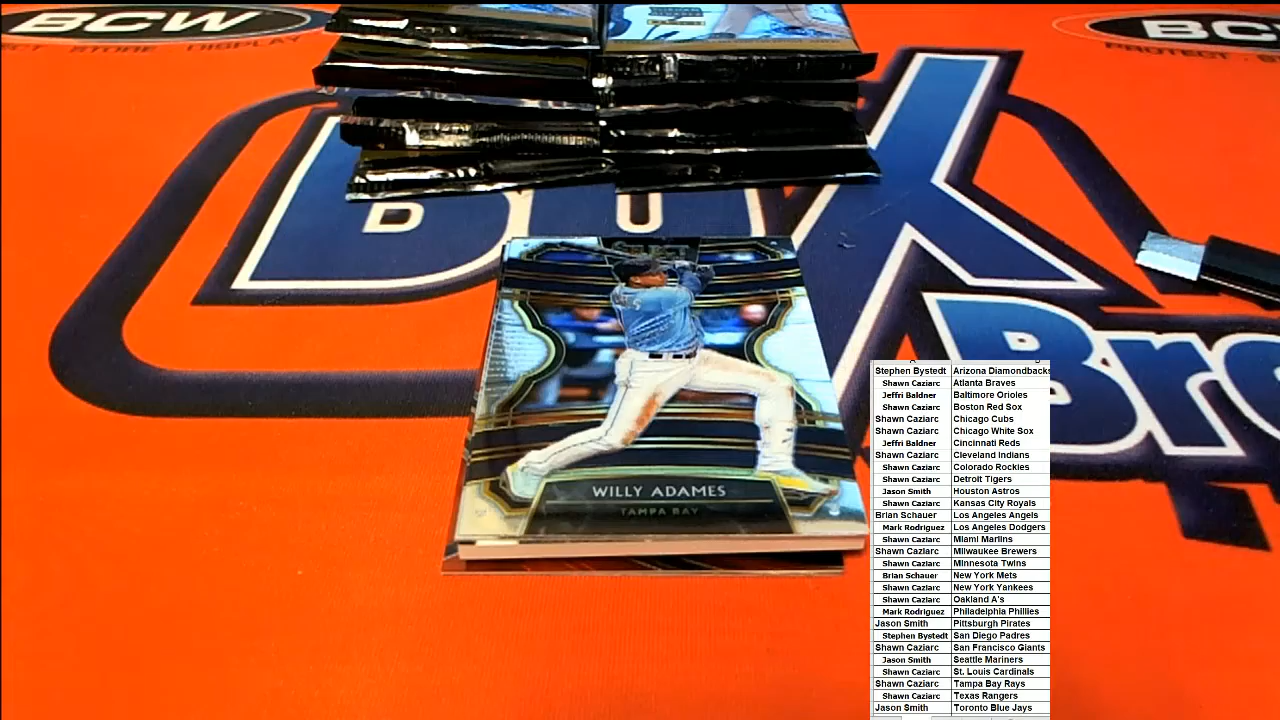 BCW
BCW
PROTECT
DISPLAY
STORE
BOX
D
U
Bro
SELECT
WILLY ADAMES
TAMPA BAY
Stephen Bystedt Arizona Diamondbacks
Shawn Caziarc Atlanta Braves
Jeffri Baldner Baltimore Orioles
Shawn Caziarc Boston Red Sox
Shawn Caziarc Chicago Cubs
Shawn Caziarc Chicago White Sox
Jeffri Baldner Cincinnati Reds
Shawn Caziarc Cleveland Indians
Shawn Caziarc Colorado Rockies
Shawn Caziarc Detroit Tigers
Jason Smith Houston Astros
Shawn Caziarc Kansas City Royals
Brian Schauer Los Angeles Angels
Mark Rodriguez Los Angeles Dodgers
Shawn Caziarc Miami Marlins
Shawn Caziarc Milwaukee Brewers
Shawn Caziarc Minnesota Twins
Brian Schauer New York Mets
Shawn Caziarc New York Yankees
Shawn Caziarc Oakland A's
Mark Rodriguez Philadelphia Phillies
Jason Smith Pittsburgh Pirates
Stephen Bystedt San Diego Padres
Shawn Caziarc San Francisco Giants
Jason Smith Seattle Mariners
Shawn Caziarc St. Louis Cardinals
Shawn Caziarc Tampa Bay Rays
Shawn Caziarc Texas Rangers
Jason Smith Toronto Blue Jays